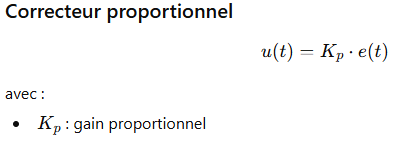 Correcteur proportionnel
u(t) = K_p · e(t)
avec :
• K_p : gain proportionnel